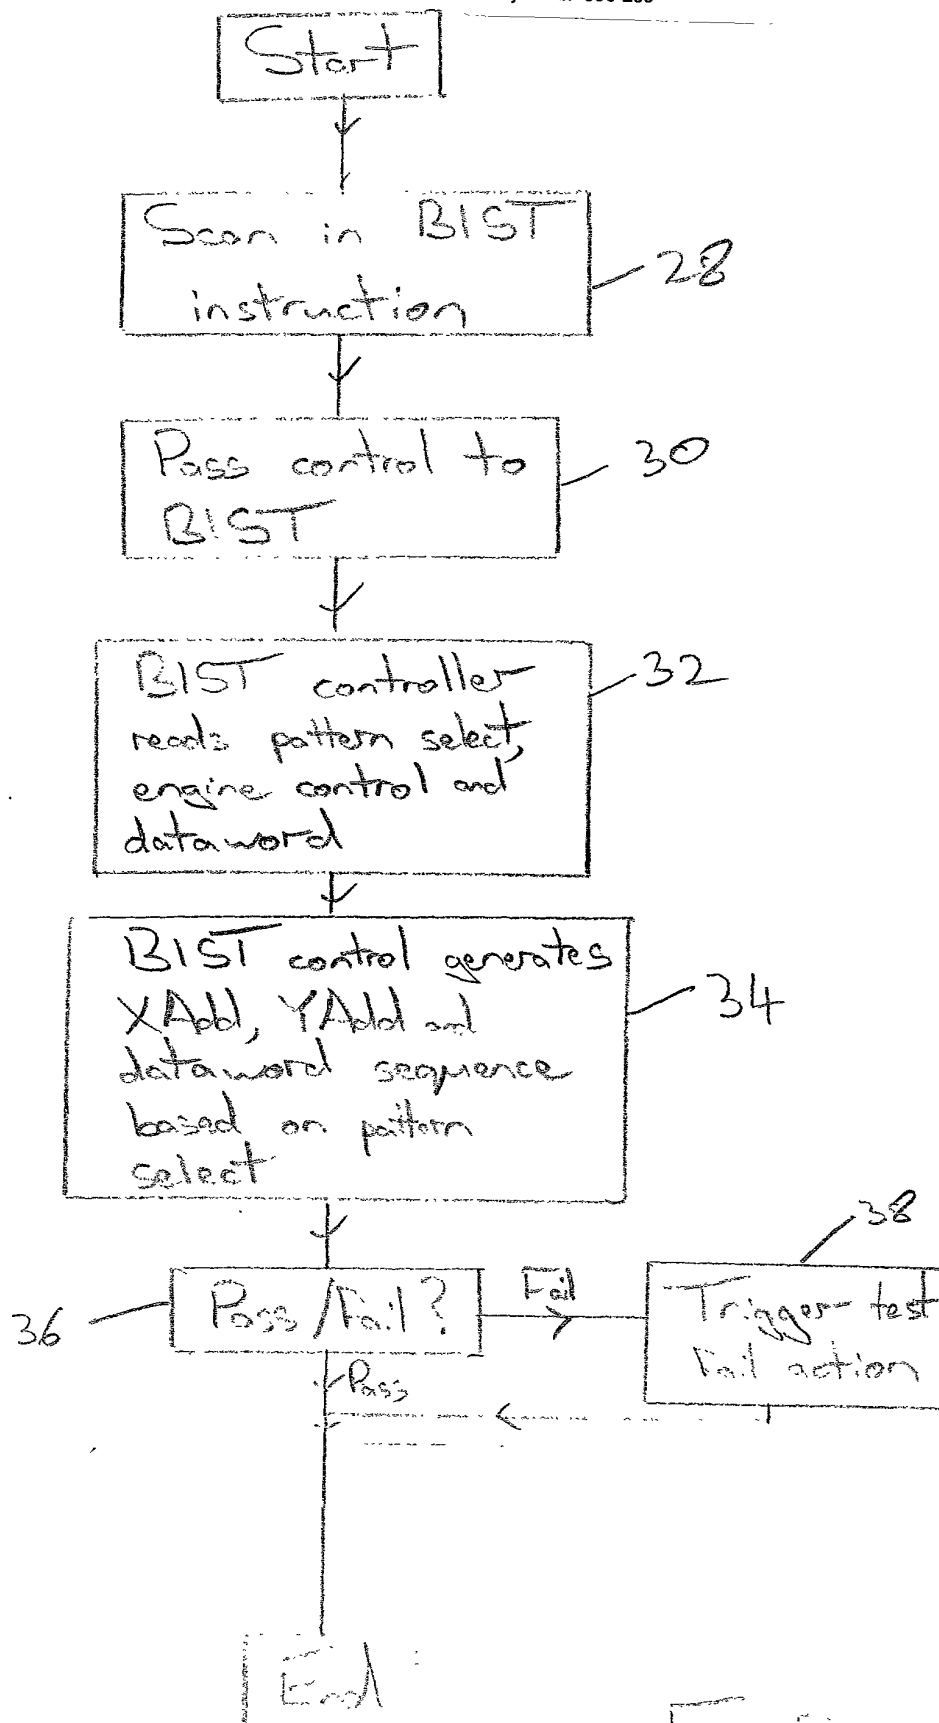 Start
Scan in BIST
instruction
28
Pass control to
BIST
30
BIST controller
reads pattern select,
engine control and
dataword
32
BIST control generates
XAdd, YAdd and
dataword sequence
based on pattern
select
34
36
Pass/Fail?
Fail
38
Trigger test
Fail action
Pass
End